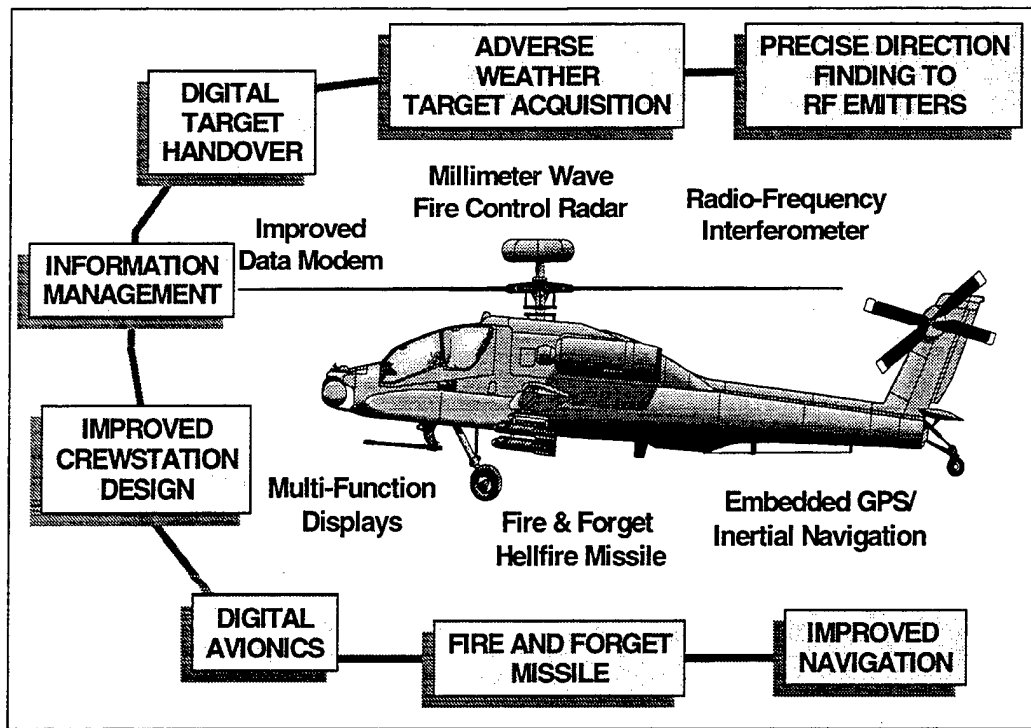 ADVERSE
WEATHER
TARGET ACQUISITION
PRECISE DIRECTION
FINDING TO
RF EMITTERS
DIGITAL
TARGET
HANDOVER
Millimeter Wave
Fire Control Radar
Radio-Frequency
Interferometer
Improved
Data Modem
INFORMATION
MANAGEMENT
IMPROVED
CREWSTATION
DESIGN
Multi-Function
Displays
Fire & Forget
Hellfire Missile
Embedded GPS/
Inertial Navigation
DIGITAL
AVIONICS
FIRE AND FORGET
MISSILE
IMPROVED
NAVIGATION